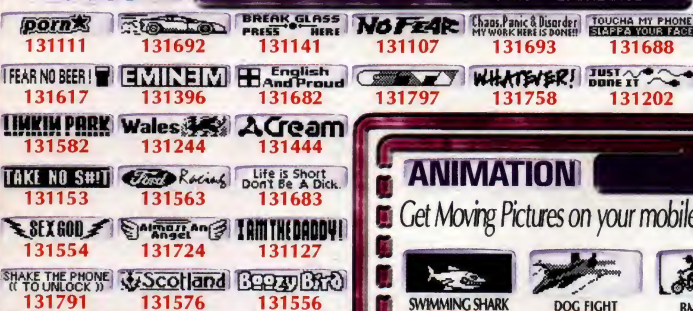 porn★
131111
131692
BREAK GLASS
PRESS HERE
131141
NO FEAR
131107
Chaos, Panic & Disorder
MY WORK HERE IS DONE!!
131693
TOUCHA MY PHONE
SLAPPA YOUR FACE
131688
I FEAR NO BEER!
131617
EMINEM
131396
English
And Proud
131682
131797
WHATEVER!
131758
JUST
DONE IT
131202
LINKIN PARK
131582
Wales
131244
A Cream
131444
TAKE NO S#!T
131153
Ford Racing
131563
Life is Short
Don't Be A Dick.
131683
SEX GOD
131554
Almost An
Angel
131724
I AM THE DADDY!
131127
SHAKE THE PHONE
(( TO UNLOCK ))
131791
Scotland
131576
Boozy Bird
131556
ANIMATION
Get Moving Pictures on your mobile
SWIMMING SHARK
DOG FIGHT